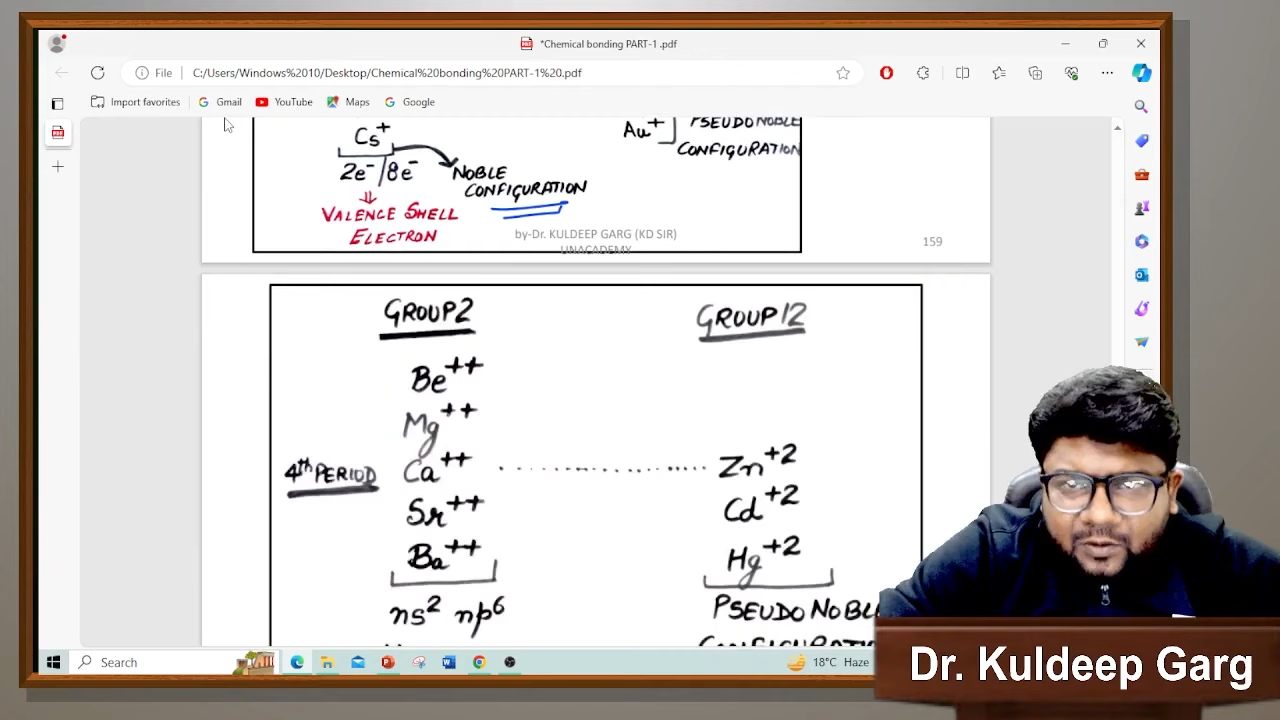 *Chemical bonding PART-1 .pdf
File
C:/Users/Windows%2010/Desktop/Chemical%20Bonding%20PART-1%20.pdf
Import favorites
Gmail
YouTube
Maps
Google
Cs+
2e-/8e-
NOBLE
CONFIGURATION
VALENCE SHELL
ELECTRON
Au+
PSEUDONOBLE
CONFIGURATION
by-Dr. KULDEEP GARG (KD SIR)
UNACADEMY
159
GROUP 2
GROUP 12
Be++
Mg++
4th PERIOD Ca++ Zn+2
Sr++ Cd+2
Ba++ Hg+2
ns2 np6
PSEUDO NOBLE
CONFIGURATION
Search
18°C Haze
Dr. Kuldeep Garg